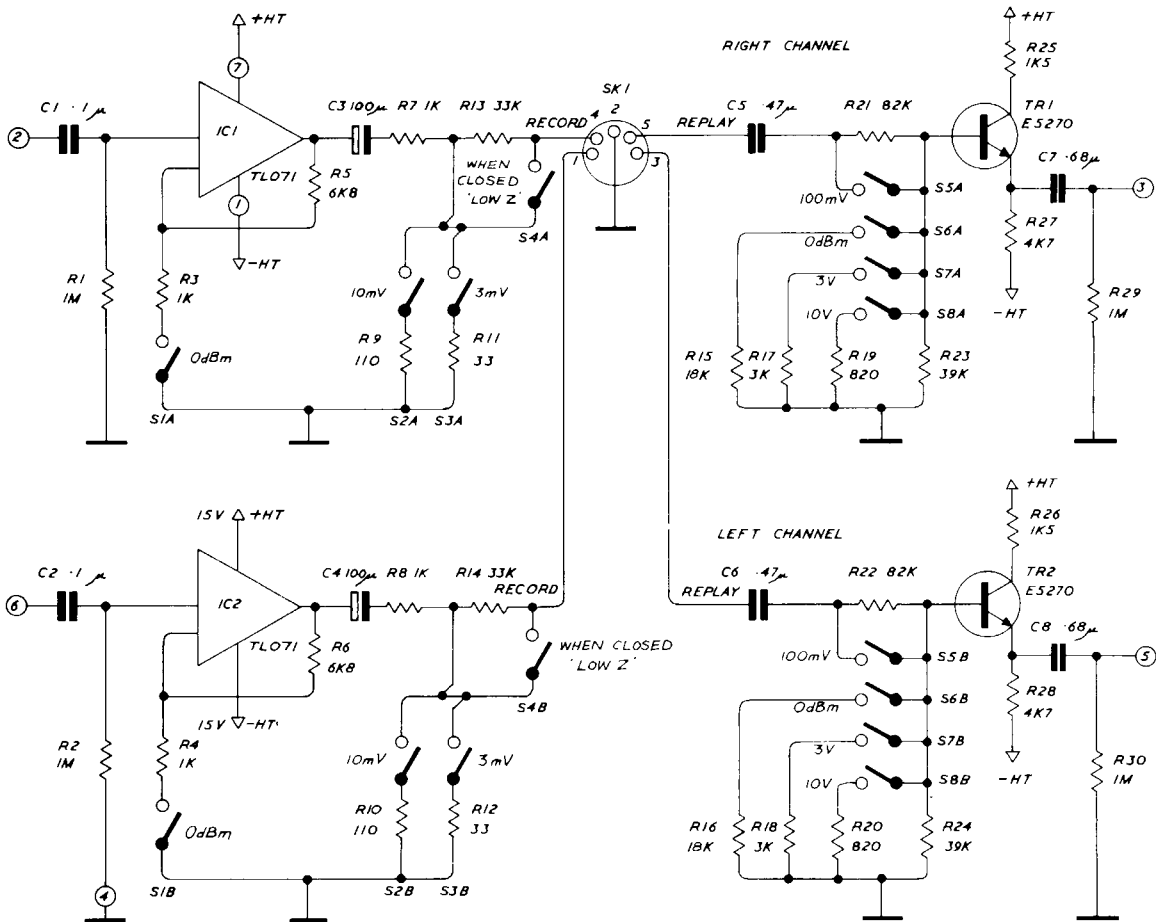 +HT
7
C1 .1µ
2
IC1
TL071
1
-HT
R1
1M
R3
1K
0dBm
S1A
R5
6K8
C3 100µ
R7 1K
R13 33K
RECORD
WHEN
CLOSED
'LOW Z'
S4A
10mV
3mV
R9
110
R11
33
S2A
S3A
SK1
4
2
5
1
3
RIGHT CHANNEL
REPLAY
C5 .47µ
R21 82K
100mV
S5A
0dBm
S6A
3V
S7A
10V
S8A
R15
18K
R17
3K
R19
820
R23
39K
+HT
R25
1K5
TR1
E5270
C7 .68µ
3
R27
4K7
-HT
R29
1M
15V
+HT
C2 .1µ
6
IC2
TL071
15V
-HT
R2
1M
4
R4
1K
0dBm
S1B
R6
6K8
C4 100µ
R8 1K
R14 33K
RECORD
WHEN CLOSED
'LOW Z'
S4B
10mV
3mV
R10
110
R12
33
S2B
S3B
LEFT CHANNEL
C6 .47µ
REPLAY
R22 82K
100mV
S5B
0dBm
S6B
3V
S7B
10V
S8B
R16
18K
R18
3K
R20
820
R24
39K
+HT
R26
1K5
TR2
E5270
C8 .68µ
5
R28
4K7
-HT
R30
1M